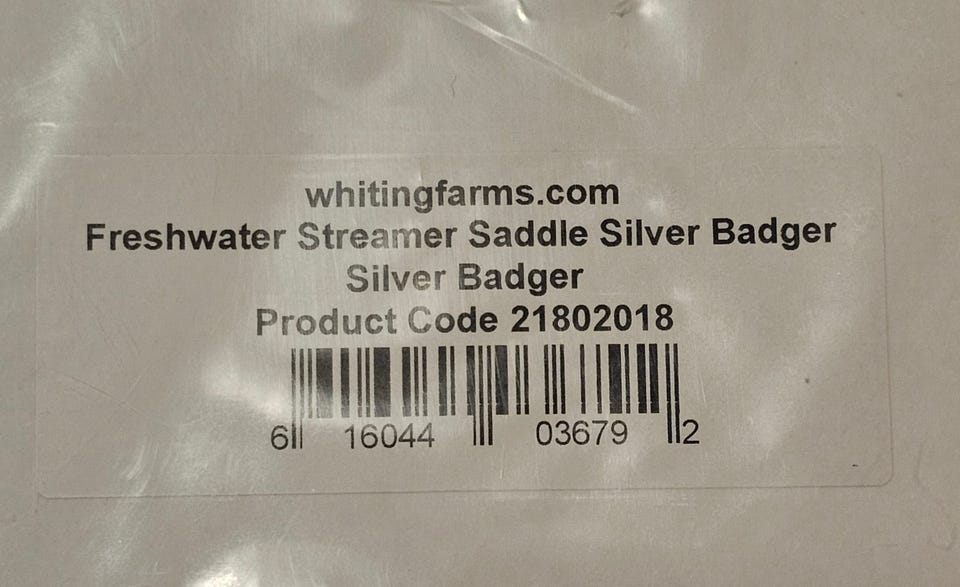 whitingfarms.com
Freshwater Streamer Saddle Silver Badger
Silver Badger
Product Code 21802018
6 16044 03679 2